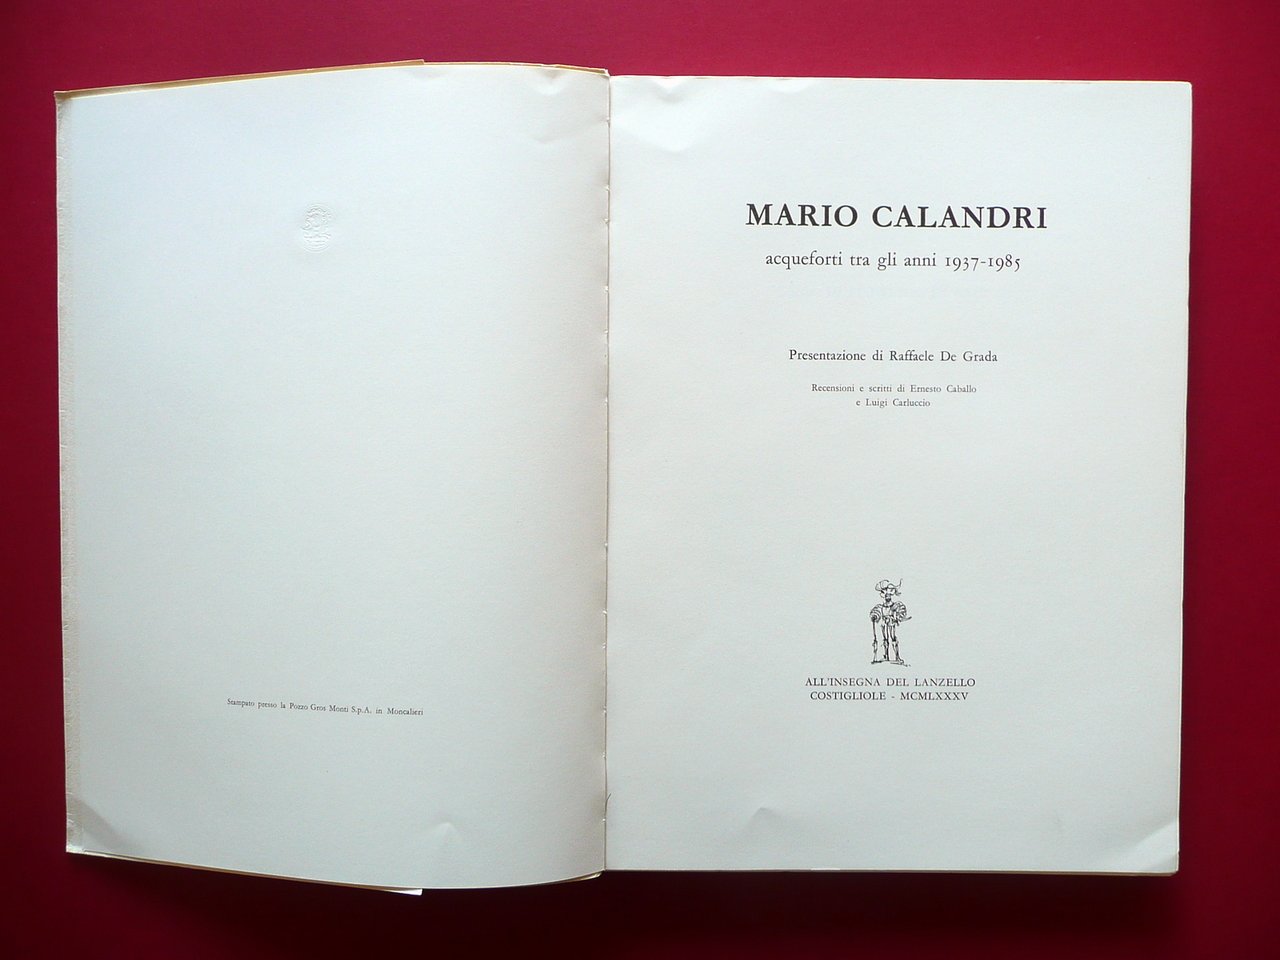 Stampato presso la Pozzo Gros Monti S.p.A. in Moncalieri
MARIO CALANDRI
acqueforti tra gli anni 1937-1985
Presentazione di Raffaele De Grada
Recensioni e scritti di Ernesto Caballo
e Luigi Carluccio
ALL'INSEGNA DEL LANZELLO
COSTIGLIOLE - MCMLXXXV